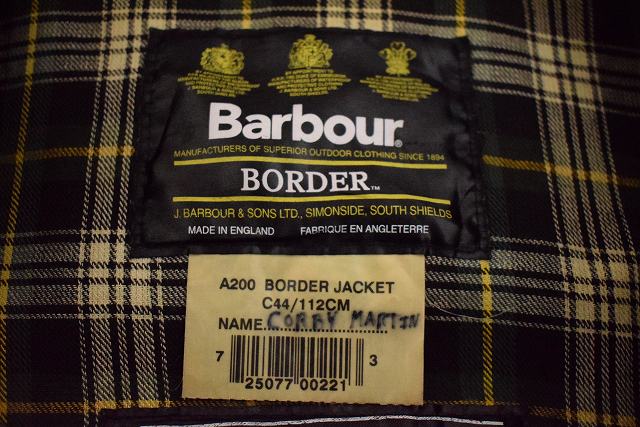 Barbour®
MANUFACTURERS OF SUPERIOR OUTDOOR CLOTHING SINCE 1894
BORDER™
J. BARBOUR & SONS LTD., SIMONSIDE, SOUTH SHIELDS
MADE IN ENGLAND FABRIQUE EN ANGLETERRE
A200 BORDER JACKET
C44/112CM
NAME. CORBY MARTIN
7 25077 00221 3